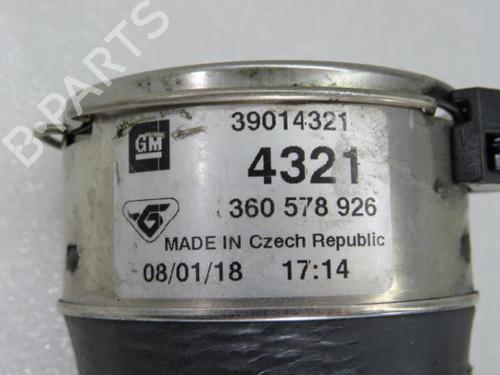 B-PARTS
39014321
GM
4321
360 578 926
MADE IN Czech Republic
08/01/18 17:14